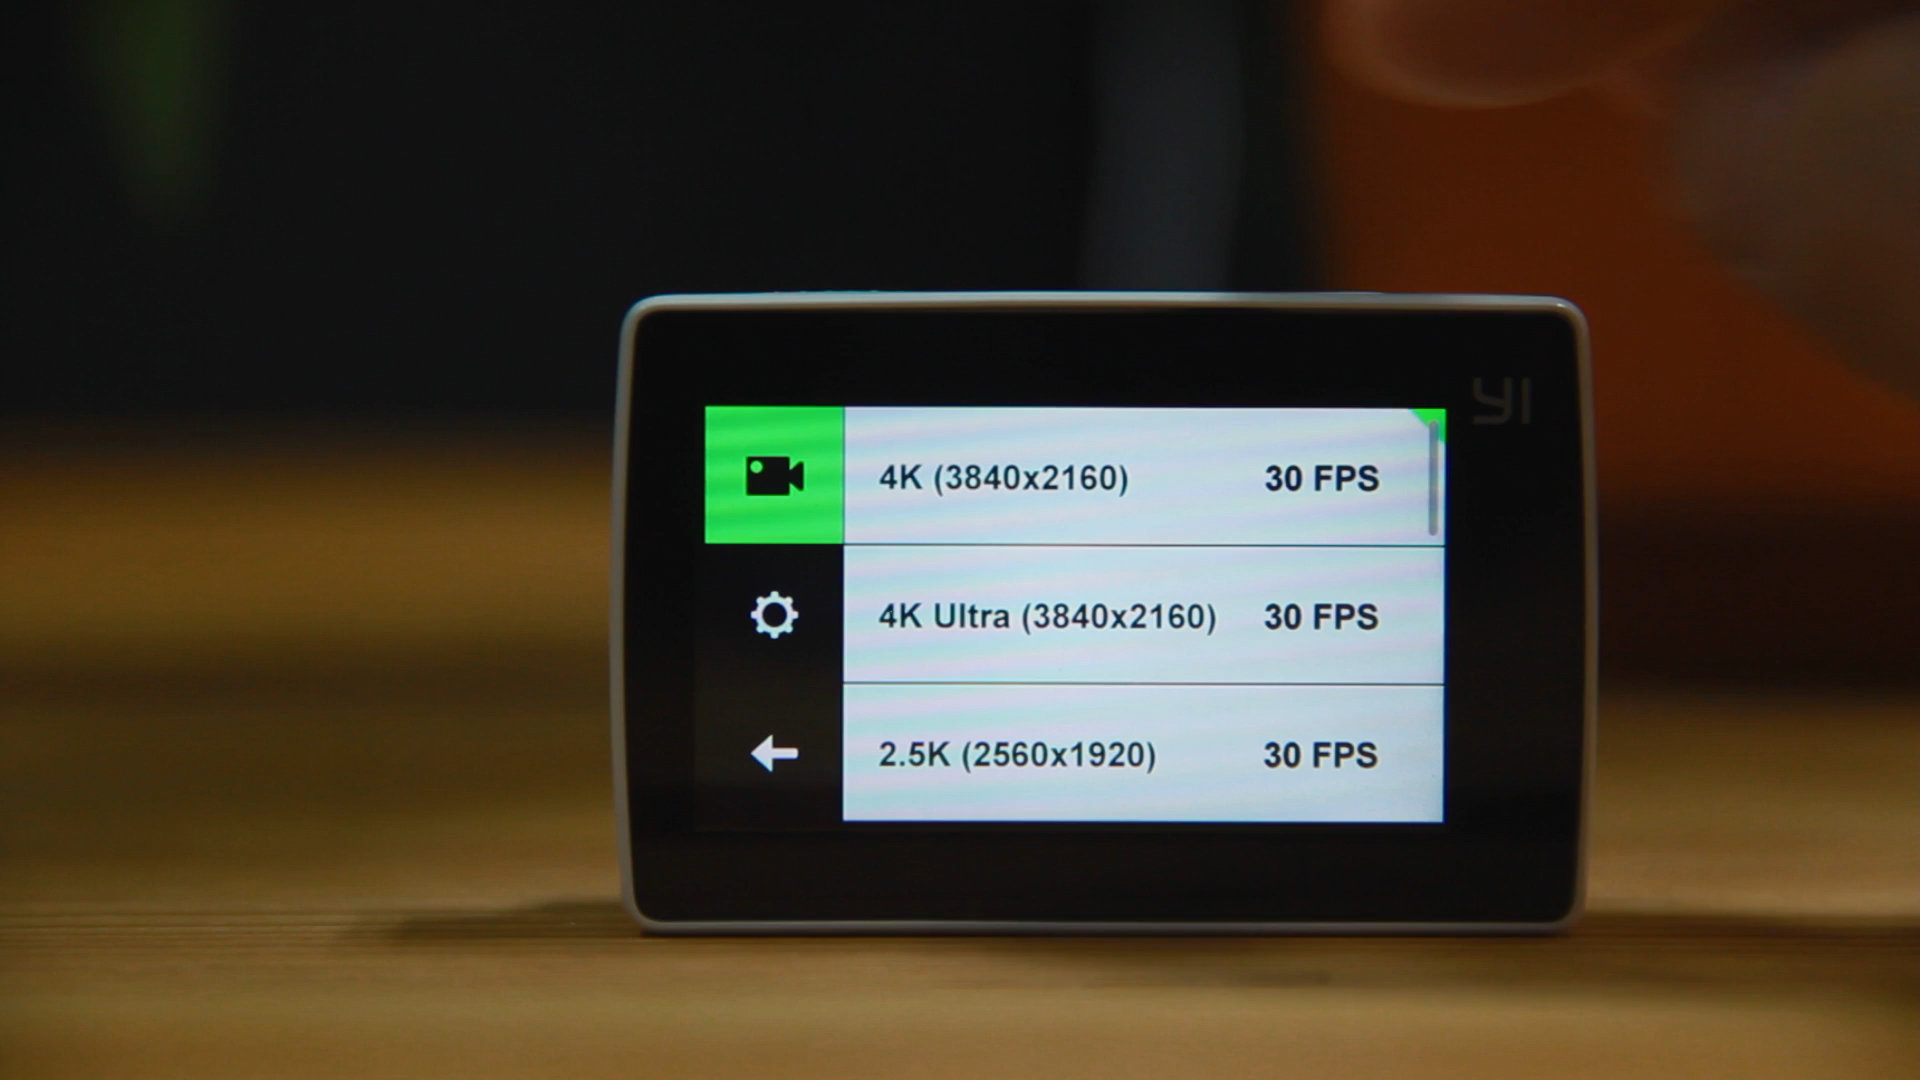 YI
4K (3840x2160) 30 FPS
4K Ultra (3840x2160) 30 FPS
2.5K (2560x1920) 30 FPS